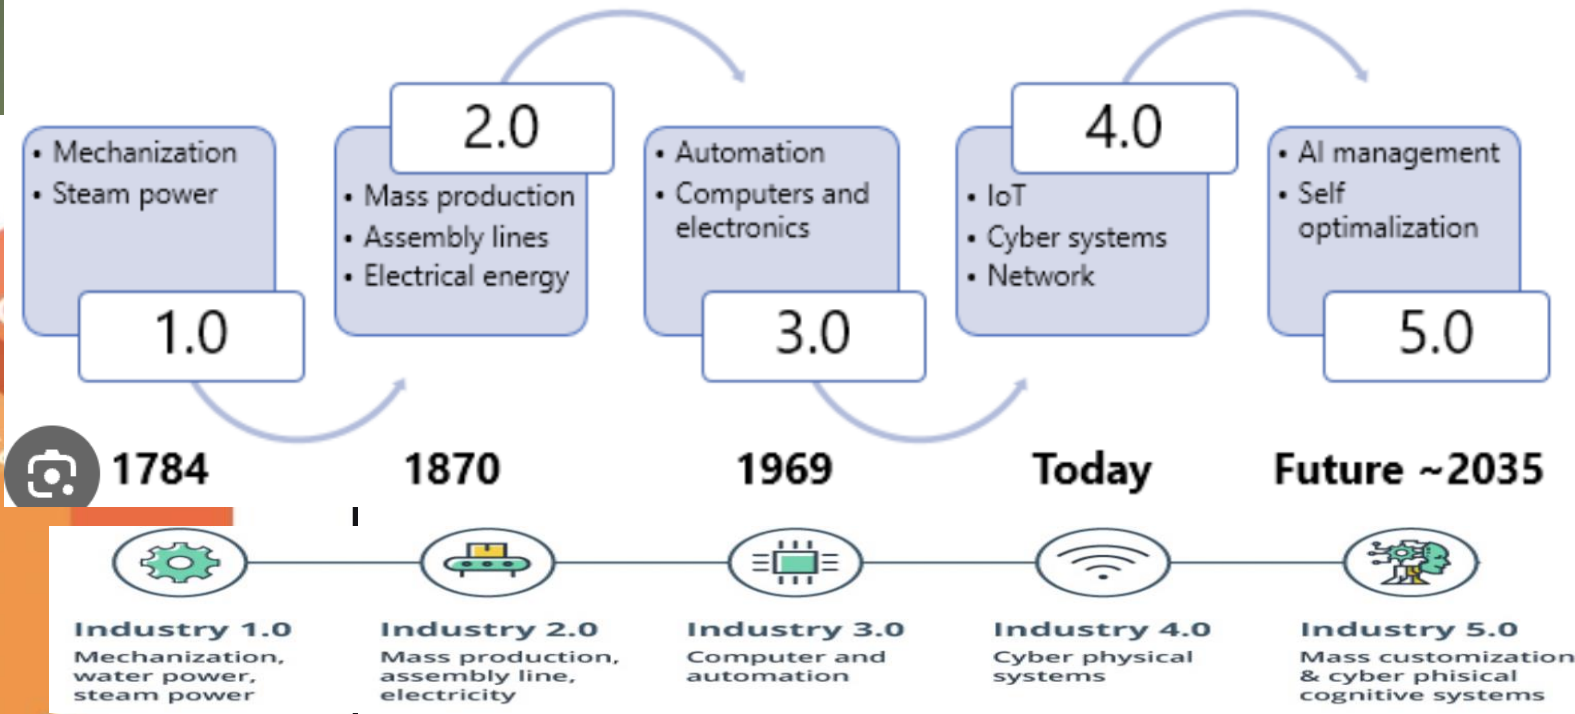 • Mechanization
• Steam power
1.0
2.0
• Mass production
• Assembly lines
• Electrical energy
• Automation
• Computers and
electronics
3.0
4.0
• IoT
• Cyber systems
• Network
• AI management
• Self
optimalization
5.0
1784
1870
1969
Today
Future ~2035
Industry 1.0
Mechanization,
water power,
steam power
Industry 2.0
Mass production,
assembly line,
electricity
Industry 3.0
Computer and
automation
Industry 4.0
Cyber physical
systems
Industry 5.0
Mass customization
& cyber phisical
cognitive systems